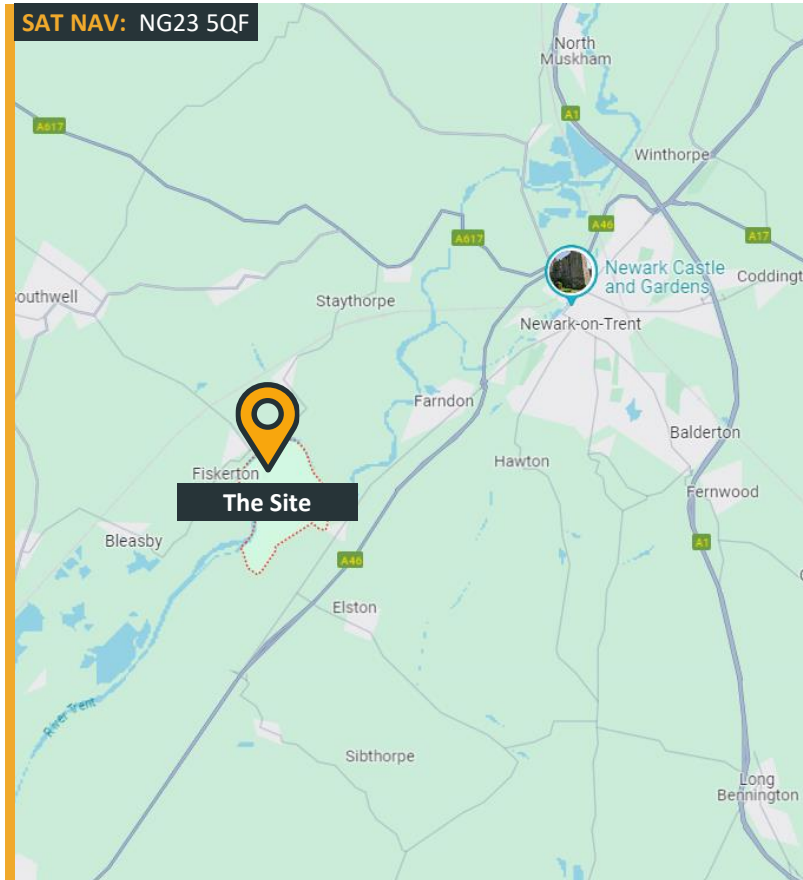 SAT NAV: NG23 5QF
North
Muskham
A1
A617
Winthorpe
A46
A617
A17
Newark Castle
and Gardens
Coddingt
outhwell
Staythorpe
Newark-on-Trent
Farndon
Balderton
Hawton
Fiskerton
Fernwood
The Site
Bleasby
A1
A46
Elston
River Trent
Sibthorpe
Long
Bennington